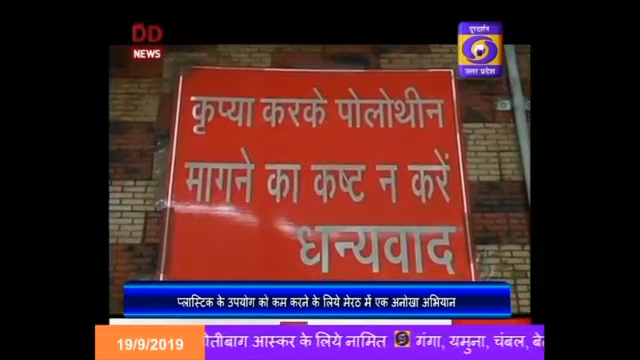 DD
NEWS
दूरदर्शन
उत्तर प्रदेश
कृप्या करके पोलोथीन
मागने का कष्ट न करें
धन्यवाद
प्लास्टिक के उपयोग को कम करने के लिये मेरठ में एक अनोखा अभियान
19/9/2019 ोतीबाग आस्कर के लिये नामित गंगा, यमुना, चंबल, बे